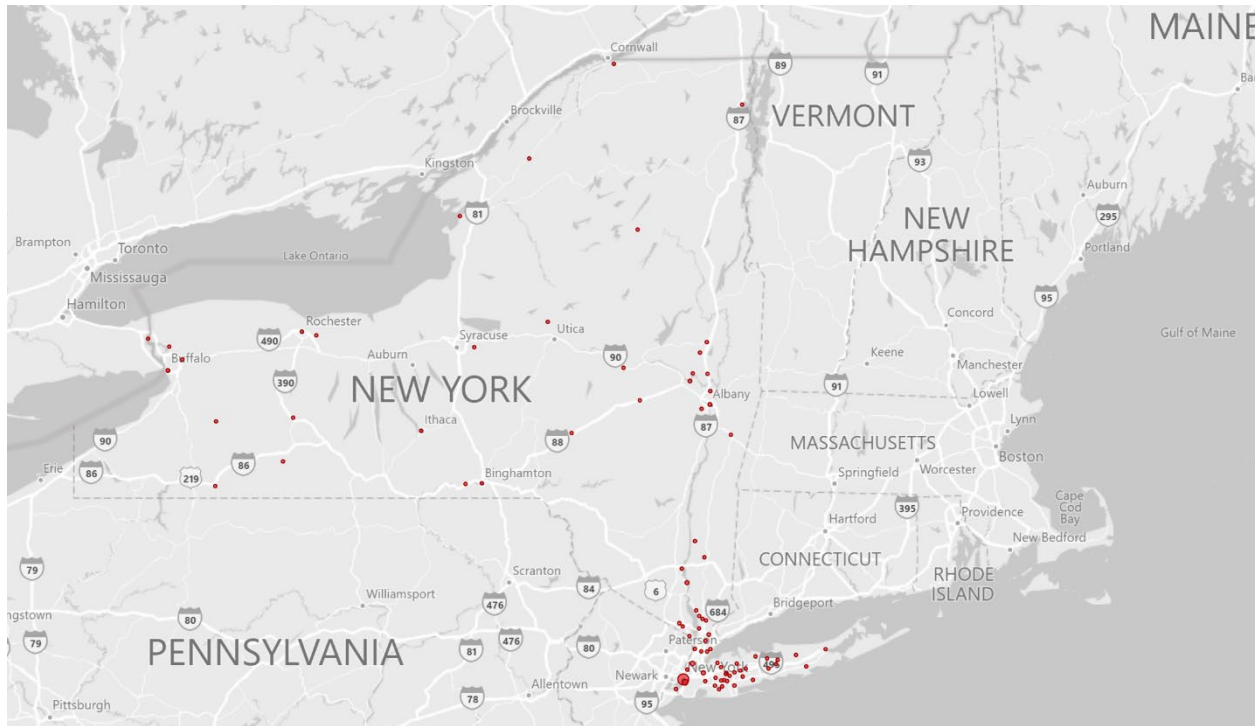 MAINE
Cornwall
89
91
Brockville
87
VERMONT
Kingston
93
81
Auburn
NEW
HAMPSHIRE
295
Portland
Brampton
Toronto
Lake Ontario
Mississauga
Hamilton
95
Rochester
Concord
Gulf of Maine
490
Syracuse
Utica
Buffalo
Auburn
90
Keene
Manchester
390
NEW YORK
91
Albany
Lowell
Ithaca
Lynn
90
88
87
MASSACHUSETTS
Boston
Erie
86
219
86
Binghamton
Springfield
Worcester
Cape
Cod
Bay
395
Providence
Hartford
New Bedford
CONNECTICUT
79
Scranton
RHODE
ISLAND
Williamsport
476
84
6
684
Bridgeport
80
79
PENNSYLVANIA
81
476
80
Paterson
New York
495
Newark
78
Allentown
95
Pittsburgh